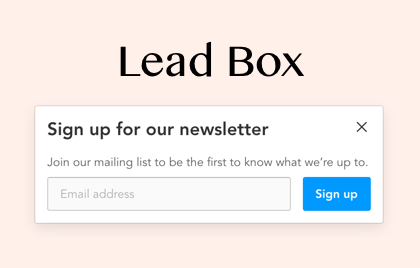 Lead Box
Sign up for our newsletter
Join our mailing list to be the first to know what we’re up to.
Email address
Sign up